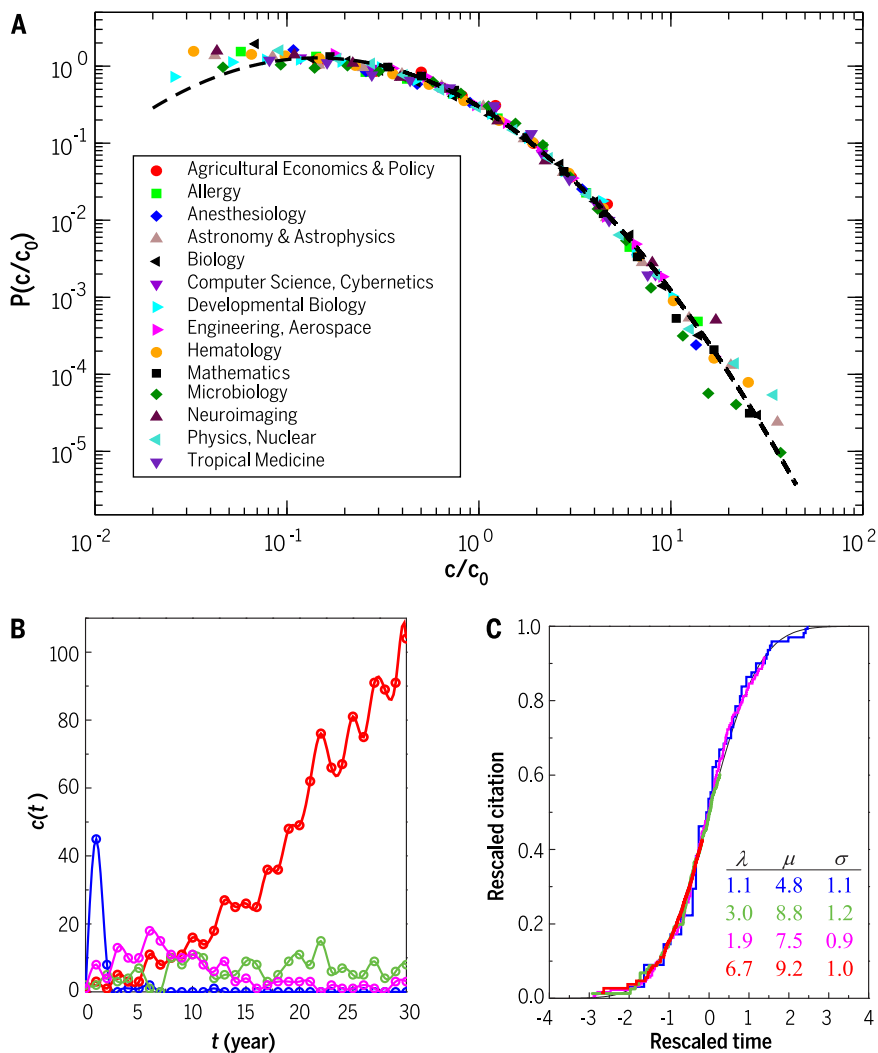 A
10^0
10^-1
10^-2
10^-3
10^-4
10^-5
P(c/c_0)
Agricultural Economics & Policy
Allergy
Anesthesiology
Astronomy & Astrophysics
Biology
Computer Science, Cybernetics
Developmental Biology
Engineering, Aerospace
Hematology
Mathematics
Microbiology
Neuroimaging
Physics, Nuclear
Tropical Medicine
10^-2 10^-1 10^0 10^1 10^2
c/c_0
B
100
80
60
40
20
0
c(t)
0 5 10 15 20 25 30
t (year)
C
1.0
0.8
0.6
0.4
0.2
0.0
Rescaled citation
λ μ σ
1.1 4.8 1.1
3.0 8.8 1.2
1.9 7.5 0.9
6.7 9.2 1.0
-4 -3 -2 -1 0 1 2 3 4
Rescaled time